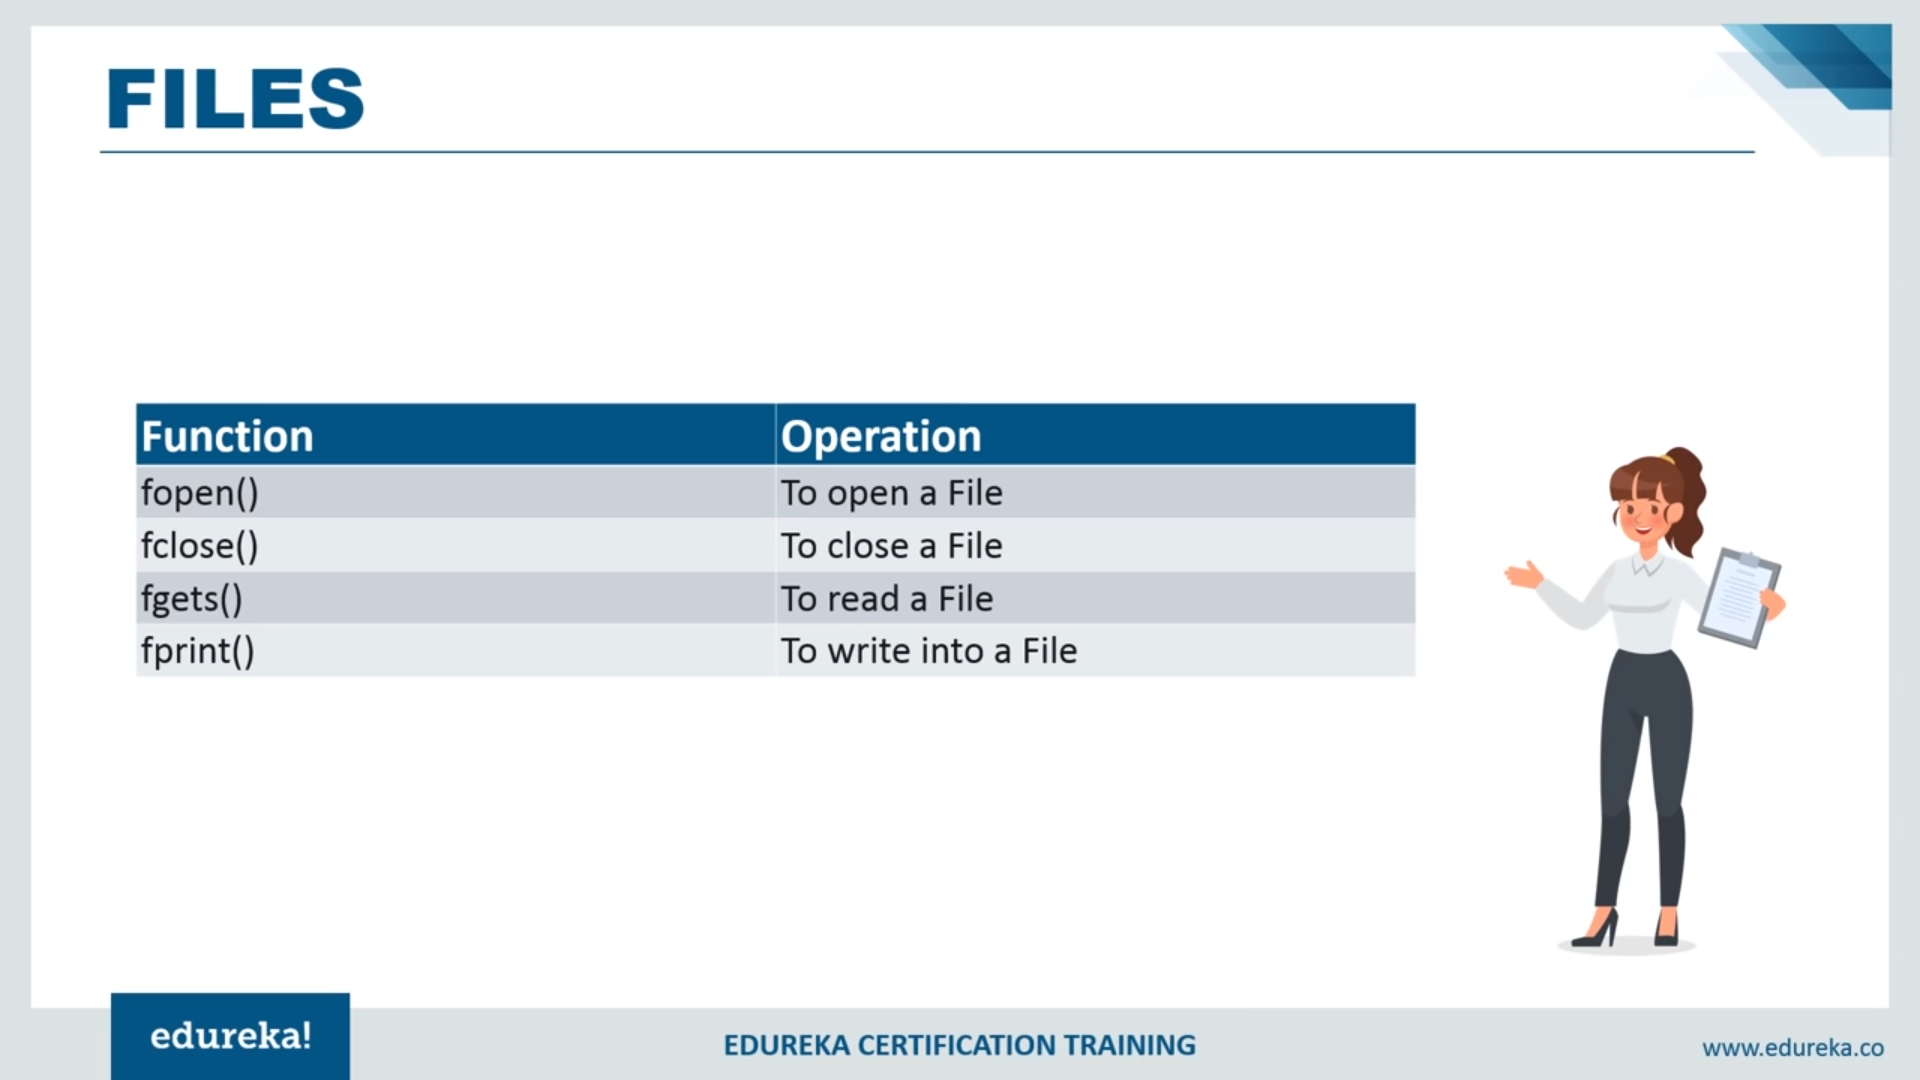 FILES
Function Operation
fopen() To open a File
fclose() To close a File
fgets() To read a File
fprint() To write into a File
edureka!
EDUREKA CERTIFICATION TRAINING
www.edureka.co